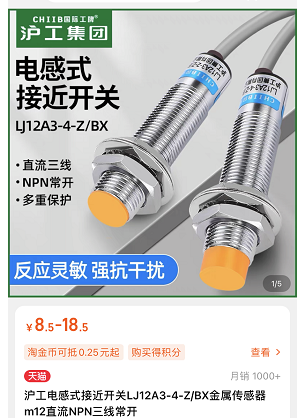 CHIIB国际工牌®
沪工集团
电感式
接近开关
LJ12A3-4-Z/BX
• 直流三线
• NPN常开
• 多重保护
反应灵敏 强抗干扰
1/5
¥8.5-18.5
淘金币可抵0.25元起 购买得积分 查看 >
天猫 月销 1000+
沪工电感式接近开关LJ12A3-4-Z/BX金属传感器
m12直流NPN三线常开